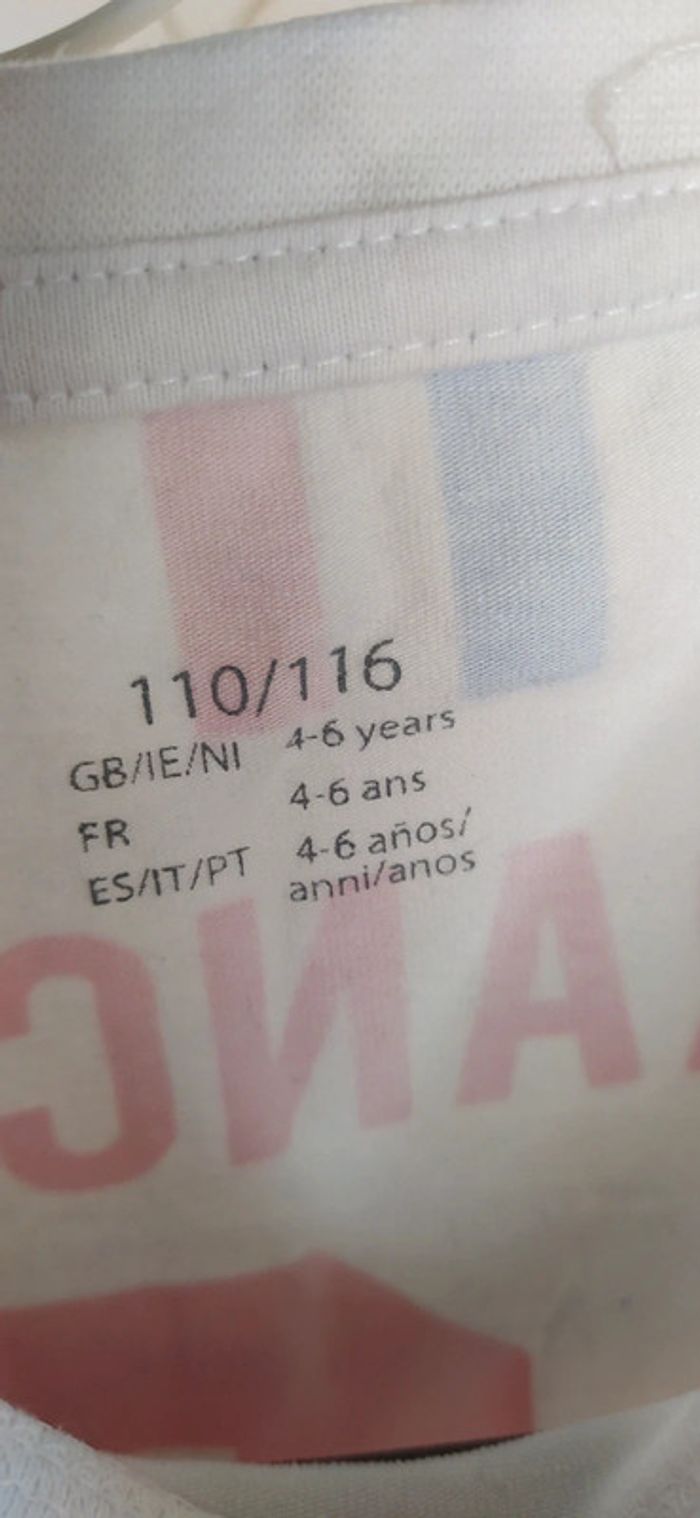 110/116
GB/IE/NI 4-6 years
FR 4-6 ans
ES/IT/PT 4-6 años/
anni/anos